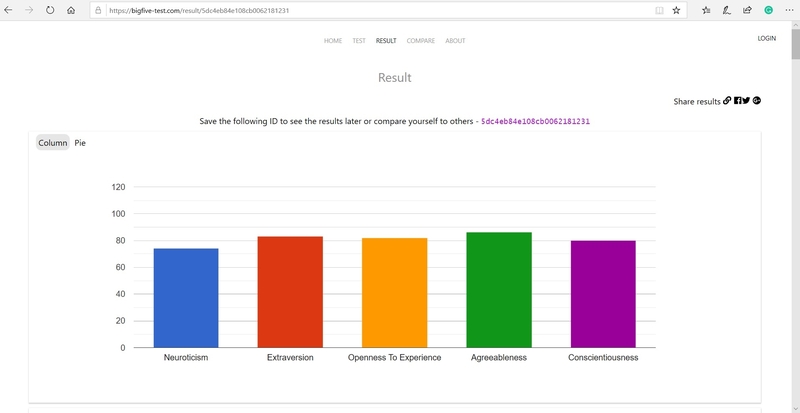 https://bigfive-test.com/result/5dc4eb84e108cb0062181231
LOGIN
HOME TEST RESULT COMPARE ABOUT
Result
Share results
Save the following ID to see the results later or compare yourself to others - 5dc4eb84e108cb0062181231
Column Pie
120
100
80
60
40
20
0
Neuroticism Extraversion Openness To Experience Agreeableness Conscientiousness